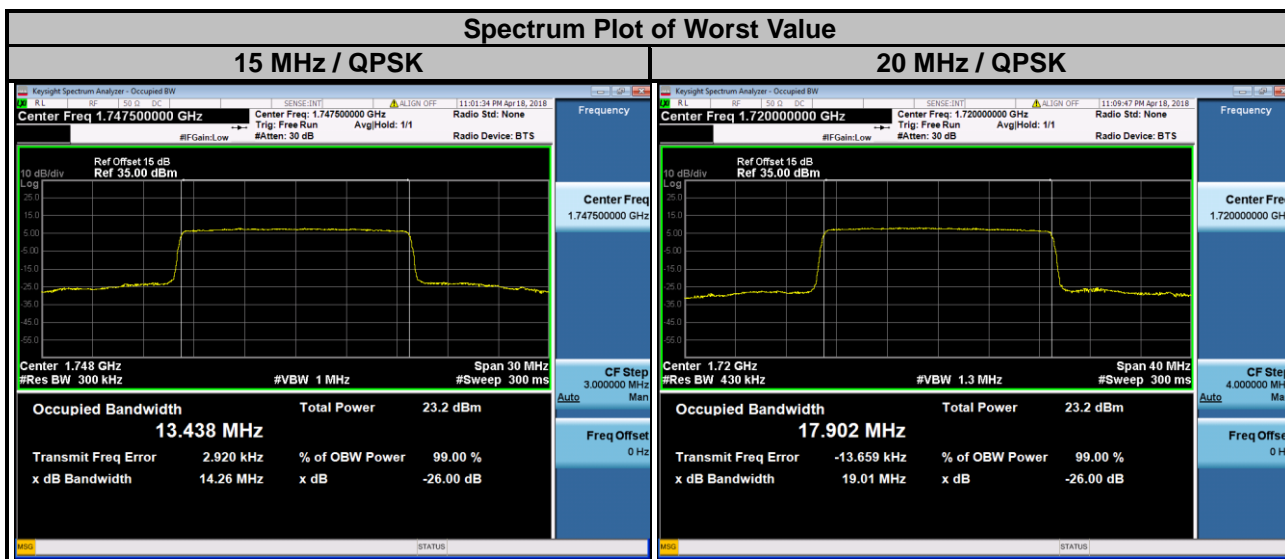 Spectrum Plot of Worst Value
15 MHz / QPSK
Keysight Spectrum Analyzer - Occupied BW
RL RF 50 Ω DC SENSE:INT ALIGN OFF 11:01:34 PM Apr 18, 2018
Center Freq 1.747500000 GHz
Center Freq: 1.747500000 GHz
Radio Std: None
Trig: Free Run Avg|Hold: 1/1
#IFGain:Low #Atten: 30 dB Radio Device: BTS
Ref Offset 15 dB
10 dB/div Ref 35.00 dBm
Log
25.0
15.0
5.00
-5.00
-15.0
-25.0
-35.0
-45.0
-55.0
Center 1.748 GHz Span 30 MHz
#Res BW 300 kHz #VBW 1 MHz #Sweep 300 ms
Occupied Bandwidth Total Power 23.2 dBm
13.438 MHz
Transmit Freq Error 2.920 kHz % of OBW Power 99.00 %
x dB Bandwidth 14.26 MHz x dB -26.00 dB
MSG STATUS
Frequency
Center Freq
1.747500000 GHz
CF Step
3.000000 MHz
Auto Man
Freq Offset
0 Hz
20 MHz / QPSK
Keysight Spectrum Analyzer - Occupied BW
RL RF 50 Ω DC SENSE:INT ALIGN OFF 11:09:47 PM Apr 18, 2018
Center Freq 1.720000000 GHz
Center Freq: 1.720000000 GHz
Radio Std: None
Trig: Free Run Avg|Hold: 1/1
#IFGain:Low #Atten: 30 dB Radio Device: BTS
Ref Offset 15 dB
10 dB/div Ref 35.00 dBm
Log
25.0
15.0
5.00
-5.00
-15.0
-25.0
-35.0
-45.0
-55.0
Center 1.72 GHz Span 40 MHz
#Res BW 430 kHz #VBW 1.3 MHz #Sweep 300 ms
Occupied Bandwidth Total Power 23.2 dBm
17.902 MHz
Transmit Freq Error -13.659 kHz % of OBW Power 99.00 %
x dB Bandwidth 19.01 MHz x dB -26.00 dB
MSG STATUS
Frequency
Center Fre
1.720000000 GH
CF Step
4.000000 MH
Auto Ma
Freq Offse
0 H